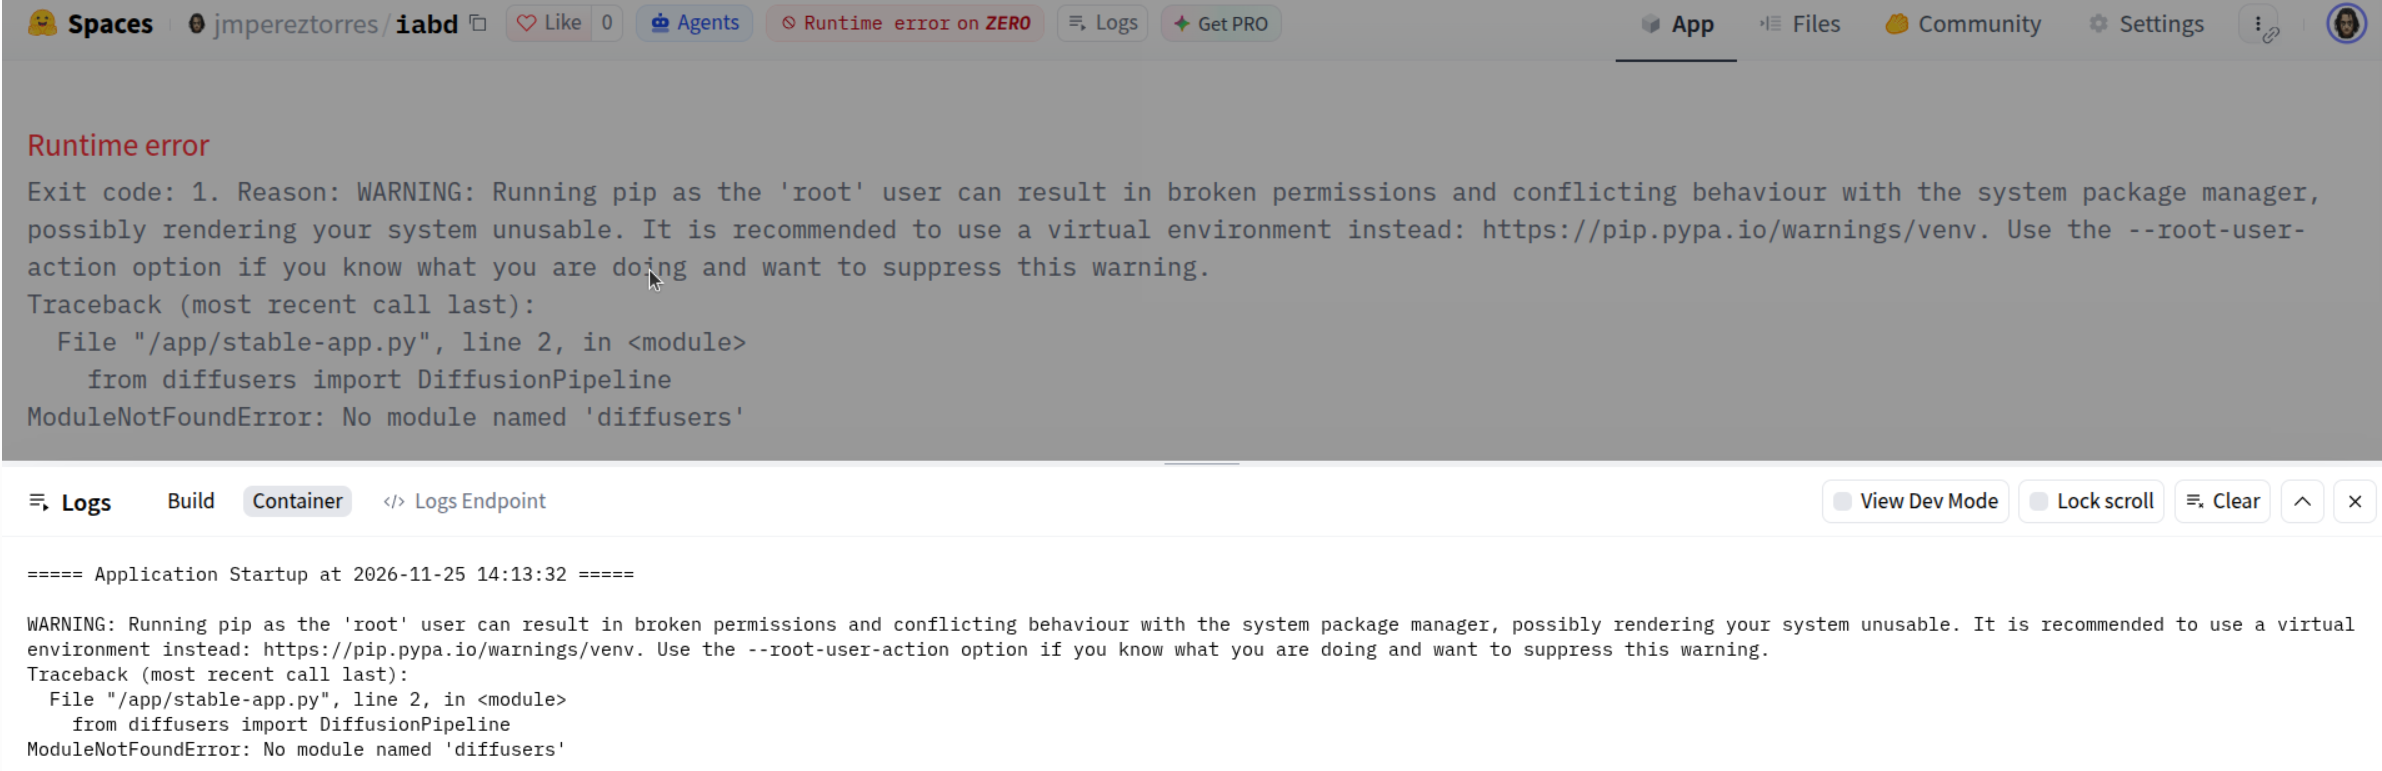 Spaces jmpereztorres/iabd Like 0 Agents Runtime error on ZERO Logs Get PRO App Files Community Settings
Runtime error
Exit code: 1. Reason: WARNING: Running pip as the 'root' user can result in broken permissions and conflicting behaviour with the system package manager,
possibly rendering your system unusable. It is recommended to use a virtual environment instead: https://pip.pypa.io/warnings/venv. Use the --root-user-
action option if you know what you are doing and want to suppress this warning.
Traceback (most recent call last):
  File "/app/stable-app.py", line 2, in <module>
    from diffusers import DiffusionPipeline
ModuleNotFoundError: No module named 'diffusers'
Logs Build Container </> Logs Endpoint View Dev Mode Lock scroll Clear
===== Application Startup at 2026-11-25 14:13:32 =====
WARNING: Running pip as the 'root' user can result in broken permissions and conflicting behaviour with the system package manager, possibly rendering your system unusable. It is recommended to use a virtual
environment instead: https://pip.pypa.io/warnings/venv. Use the --root-user-action option if you know what you are doing and want to suppress this warning.
Traceback (most recent call last):
  File "/app/stable-app.py", line 2, in <module>
    from diffusers import DiffusionPipeline
ModuleNotFoundError: No module named 'diffusers'